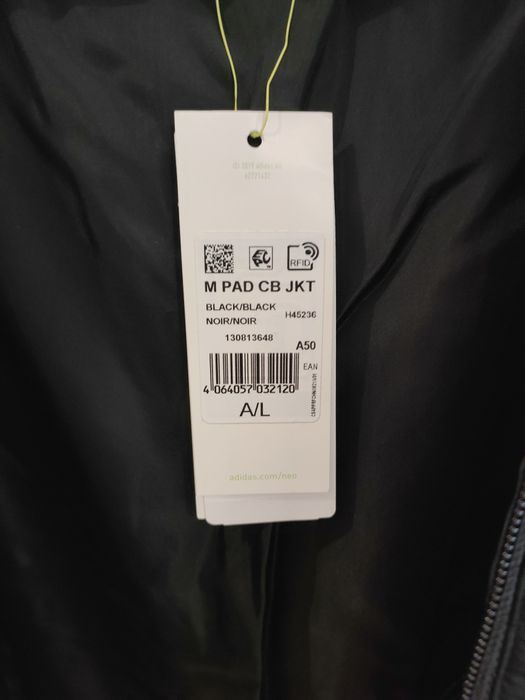 RFID
M PAD CB JKT
BLACK/BLACK
NOIR/NOIR
H45236
130813648
A50
EAN
4 064057 032120
A/L
adidas.com/neo